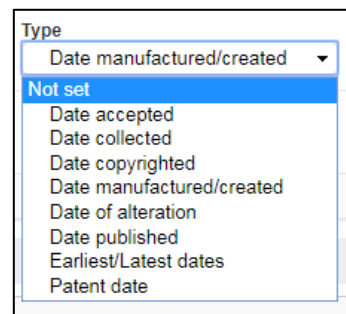 Type
Date manufactured/created
Not set
Date accepted
Date collected
Date copyrighted
Date manufactured/created
Date of alteration
Date published
Earliest/Latest dates
Patent date